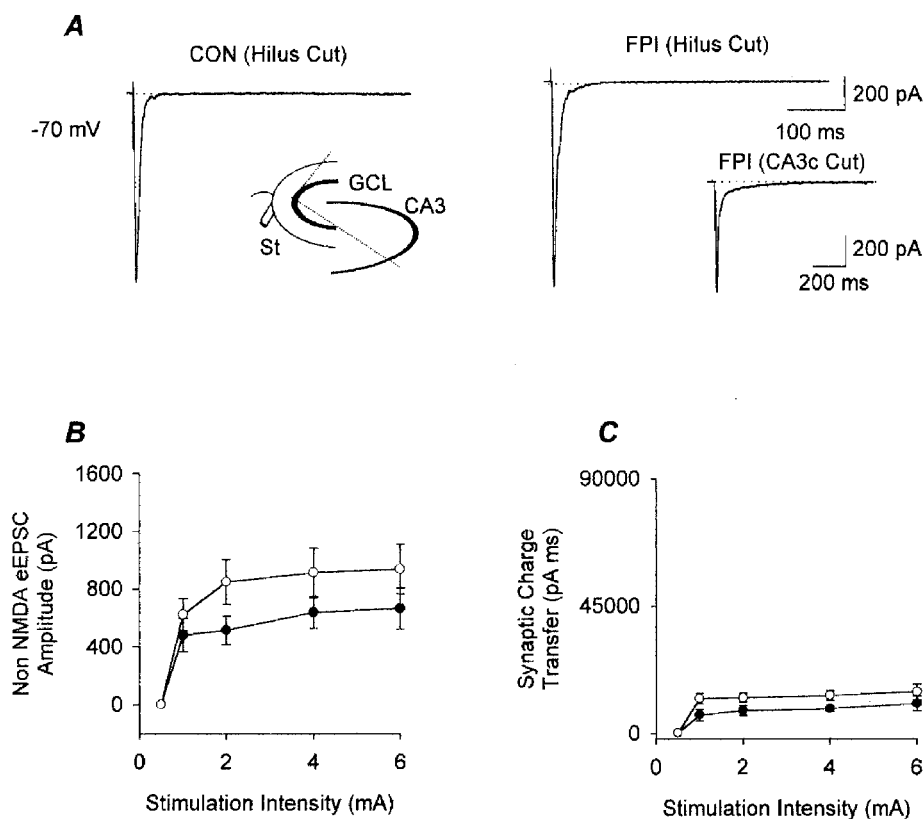 A
CON (Hilus Cut)
-70 mV
GCL
CA3
St
FPI (Hilus Cut)
200 pA
100 ms
FPI (CA3c Cut)
200 pA
200 ms
B
Non NMDA eEPSC
Amplitude (pA)
1600
1200
800
400
0
0 2 4 6
Stimulation Intensity (mA)
C
Synaptic Charge
Transfer (pA ms)
90000
45000
0
0 2 4 6
Stimulation Intensity (mA)